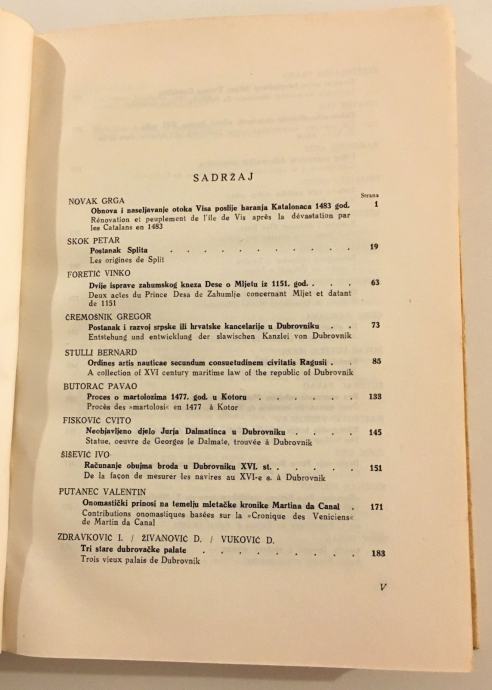 SADRŽAJ
Strana
NOVAK GRGA
Obnova i naseljavanje otoka Visa poslije haranja Katalonaca 1483 god. 1
Rénovation et peuplement de l'île de Vis après la dévastation par
les Catalans en 1483
SKOK PETAR
Postanak Splita . . . . . . . . . 19
Les origines de Split
FORETIĆ VINKO
Dvije isprave zahumskog kneza Dese o Mljetu iz 1151. god. . . . 63
Deux actes du Prince Desa de Zahumlje concernant Mljet et datant
de 1151
ČREMOŠNIK GREGOR
Postanak i razvoj srpske ili hrvatske kancelarije u Dubrovniku . . 73
Entstehung und entwicklung der slawischen Kanzlei von Dubrovnik
STULLI BERNARD
Ordines artis nauticae secundum consuetudinem civitatis Ragusii . . 85
A collection of XVI century maritime law of the republic of Dubrovnik
BUTORAC PAVAO
Proces o martolozima 1477. god. u Kotoru . . . . . . 133
Procès des »martolosi« en 1477 à Kotor
FISKOVIĆ CVITO
Neobjavljeno djelo Jurja Dalmatinca u Dubrovniku . . . . 145
Statue, oeuvre de Georges le Dalmate, trouvée à Dubrovnik
ŠIŠEVIĆ IVO
Računanje obujma broda u Dubrovniku XVI. st. . . . . . 151
De la façon de mesurer les navires au XVI-e s. à Dubrovnik
PUTANEC VALENTIN
Onomastički prinosi na temelju mletačke kronike Martina da Canal . 171
Contributions onomastiques basées sur la »Cronique des Veniciens«
de Martin da Canal
ZDRAVKOVIĆ I. / ŽIVANOVIĆ D. / VUKOVIĆ D.
Tri stare dubrovačke palate . . . . . . . . 183
Trois vieux palais de Dubrovnik
V